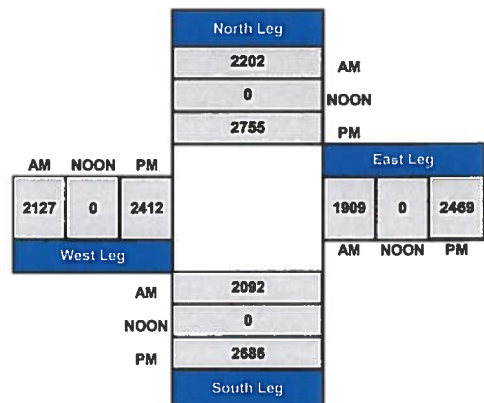 North Leg
2202 AM
0 NOON
2755 PM
AM NOON PM
East Leg
2127 0 2412
1909 0 2469
West Leg
AM NOON PM
AM 2092
NOON 0
PM 2686
South Leg